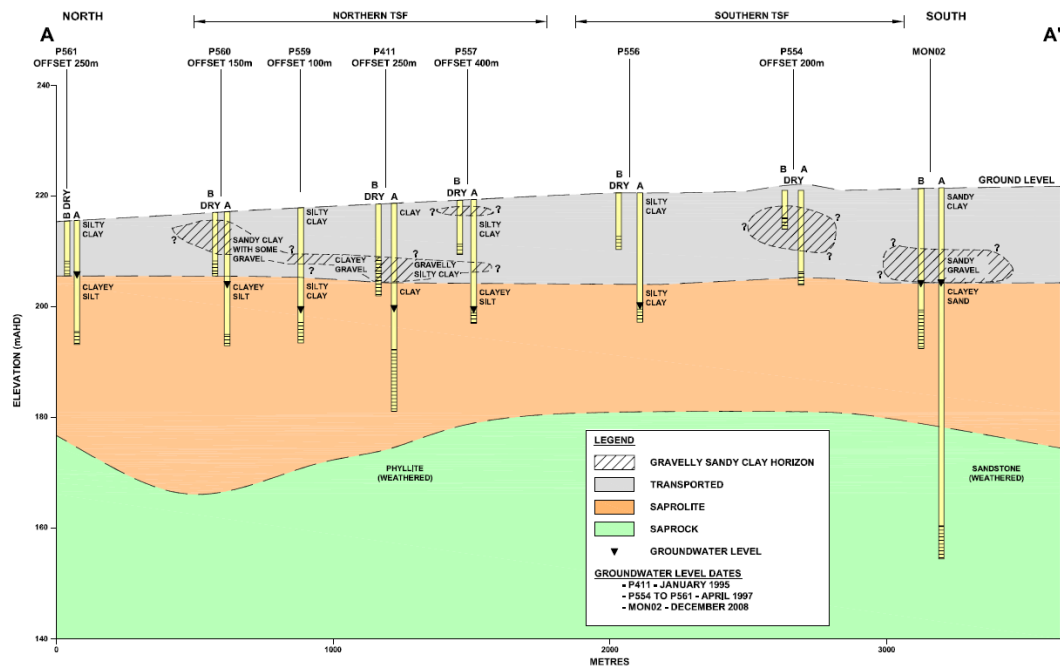 NORTH
NORTHERN TSF
SOUTHERN TSF
SOUTH
A
A'
P561
OFFSET 250m
P560
OFFSET 150m
P559
OFFSET 100m
P411
OFFSET 250m
P557
OFFSET 400m
P556
P554
OFFSET 200m
MON02
240
220
200
180
160
140
ELEVATION (mAHD)
B DRY
A
SILTY
CLAY
CLAYEY
SILT
B
DRY A
?
SANDY CLAY
WITH SOME
GRAVEL
?
CLAYEY
SILT
SILTY
CLAY
?
?
SILTY
CLAY
B
DRY
A
CLAY
CLAYEY
GRAVEL
CLAY
GRAVELLY
SILTY CLAY
?
?
B
DRY A
?
?
SILTY
CLAY
CLAYEY
SILT
B
DRY A
SILTY
CLAY
SILTY
CLAY
B A
DRY
?
?
?
?
B
A
GROUND LEVEL
SANDY
CLAY
?
?
?
?
SANDY
GRAVEL
CLAYEY
SAND
PHYLLITE
(WEATHERED)
SANDSTONE
(WEATHERED)
LEGEND
GRAVELLY SANDY CLAY HORIZON
TRANSPORTED
SAPROLITE
SAPROCK
GROUNDWATER LEVEL
GROUNDWATER LEVEL DATES
- P411 - JANUARY 1995
- P554 TO P561 - APRIL 1997
- MON02 - DECEMBER 2008
0
1000
2000
3000
METRES